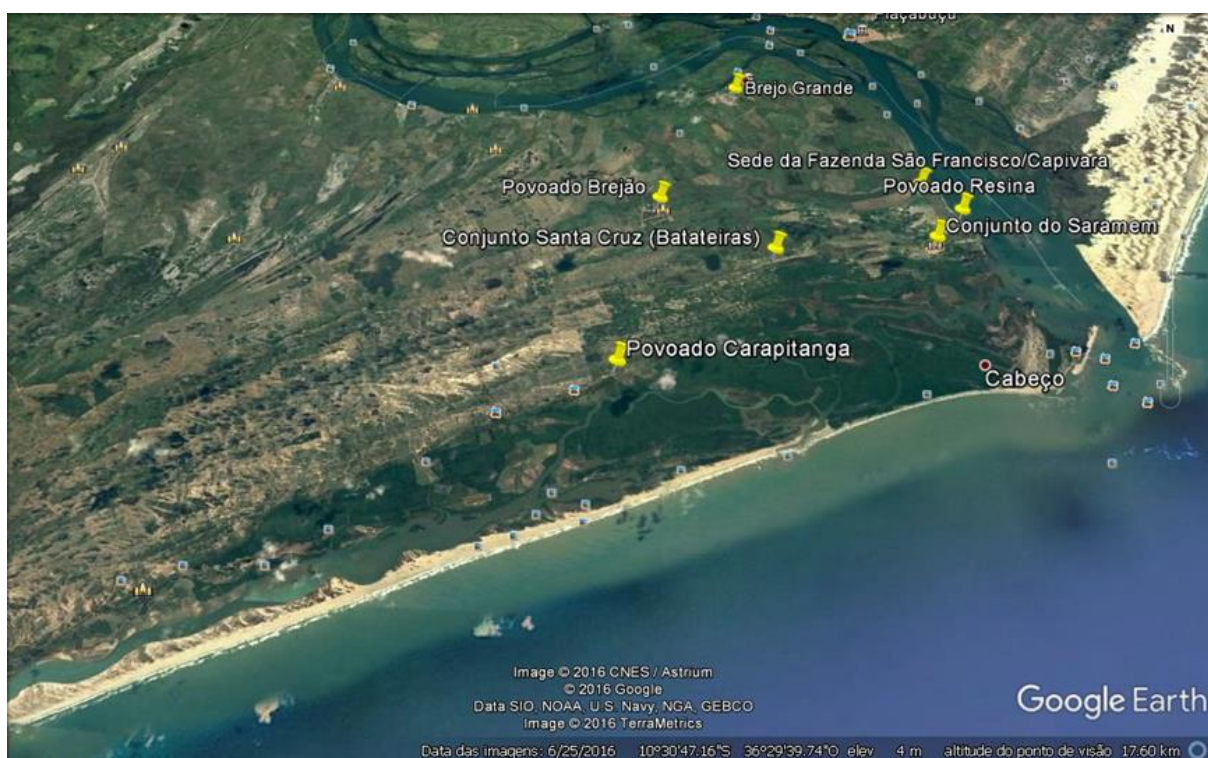 Piaçabuçu
N
Brejo Grande
Sede da Fazenda São Francisco/Capivara
Povoado Brejão
Povoado Resina
Conjunto do Saramem
Conjunto Santa Cruz (Batateiras)
Povoado Carapitanga
Cabeço
Image © 2016 CNES / Astrium
© 2016 Google
Data SIO, NOAA, U.S. Navy, NGA, GEBCO
Image © 2016 TerraMetrics
Google Earth
Data das imagens: 6/25/2016 10°30'47.16"S 36°29'39.74"O elev 4 m altitude do ponto de visão 17.60 km